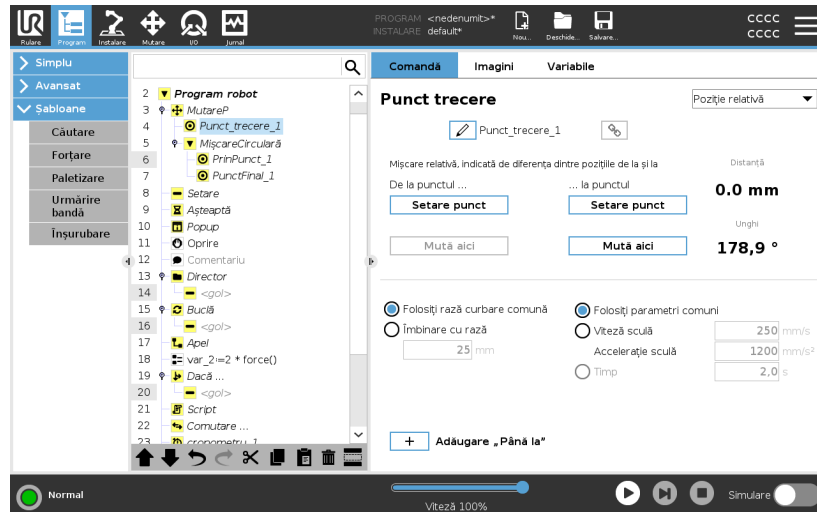 UR
PROGRAM <nedenumit>*
INSTALARE default*
Nou...
Deschide...
Salvare...
CCCC
CCCC
Rulare
Program
Instalare
Mutare
I/O
Jurnal
Simplu
Avansat
Șabloane
Căutare
Forțare
Paletizare
Urmărire
bandă
Înșurubare
2 Program robot
3 MutareP
4 Punct_trecere_1
5 MișcareCirculară
6 PrinPunct_1
7 PunctFinal_1
8 Setare
9 Așteaptă
10 Popup
11 Oprire
12 Comentariu
13 Director
14 <gol>
15 Buclă
16 <gol>
17 Apel
18 var_2:=2 * force()
19 Dacă ...
20 <gol>
21 Script
22 Comutare ...
23 cronometru_1
Comandă
Imagini
Variabile
Punct trecere
Poziție relativă
Punct_trecere_1
Mișcare relativă, indicată de diferența dintre pozițiile de la și la
De la punctul ...
... la punctul
Setare punct
Setare punct
Mută aici
Mută aici
Distanță
0.0 mm
Unghi
178,9 °
Folosiți rază curbare comună
Îmbinare cu rază
25 mm
Folosiți parametri comuni
Viteză sculă 250 mm/s
Accelerație sculă 1200 mm/s²
Timp 2,0 s
+ Adăugare „Până la”
Normal
Viteză 100%
Simulare